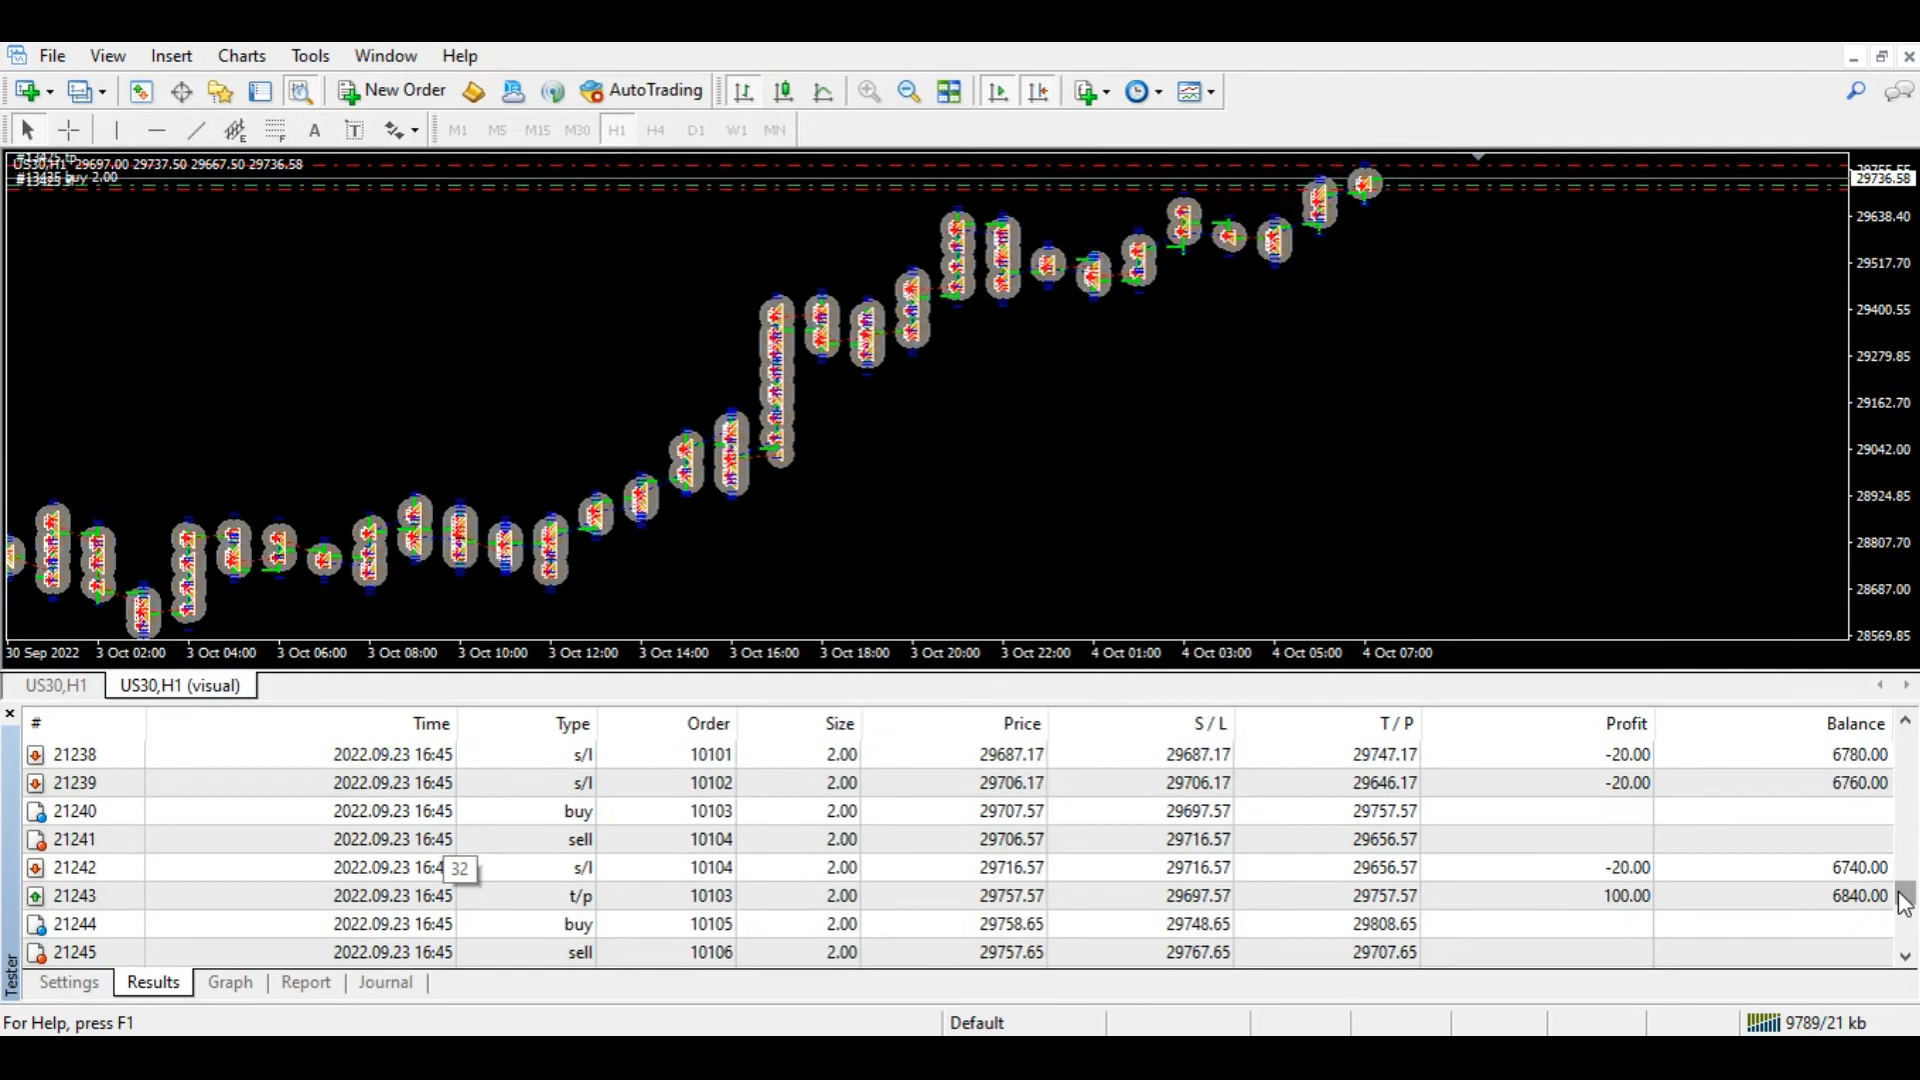 File View Insert Charts Tools Window Help
New Order AutoTrading
A T M1 M5 M15 M30 H1 H4 D1 W1 MN
US30,H1 29697.00 29737.50 29667.50 29736.58
buy 2.00
29736.58
29638.40
29517.70
29400.55
29279.85
29162.70
29042.00
28924.85
28807.70
28687.00
28569.85
30 Sep 2022 3 Oct 02:00 3 Oct 04:00 3 Oct 06:00 3 Oct 08:00 3 Oct 10:00 3 Oct 12:00 3 Oct 14:00 3 Oct 16:00 3 Oct 18:00 3 Oct 20:00 3 Oct 22:00 4 Oct 01:00 4 Oct 03:00 4 Oct 05:00 4 Oct 07:00
US30,H1 US30,H1 (visual)
# Time Type Order Size Price S / L T / P Profit Balance
21238 2022.09.23 16:45 s/l 10101 2.00 29687.17 29687.17 29747.17 -20.00 6780.00
21239 2022.09.23 16:45 s/l 10102 2.00 29706.17 29706.17 29646.17 -20.00 6760.00
21240 2022.09.23 16:45 buy 10103 2.00 29707.57 29697.57 29757.57
21241 2022.09.23 16:45 sell 10104 2.00 29706.57 29716.57 29656.57
21242 2022.09.23 16:4 32 s/l 10104 2.00 29716.57 29716.57 29656.57 -20.00 6740.00
21243 2022.09.23 16:45 t/p 10103 2.00 29757.57 29697.57 29757.57 100.00 6840.00
21244 2022.09.23 16:45 buy 10105 2.00 29758.65 29748.65 29808.65
21245 2022.09.23 16:45 sell 10106 2.00 29757.65 29767.65 29707.65
Tester
Settings Results Graph Report Journal
For Help, press F1 Default 9789/21 kb